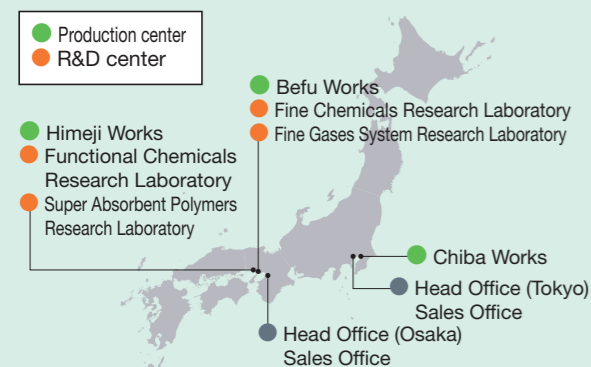 Production center
R&D center
Befu Works
Fine Chemicals Research Laboratory
Fine Gases System Research Laboratory
Himeji Works
Functional Chemicals
Research Laboratory
Super Absorbent Polymers
Research Laboratory
Chiba Works
Head Office (Tokyo)
Sales Office
Head Office (Osaka)
Sales Office